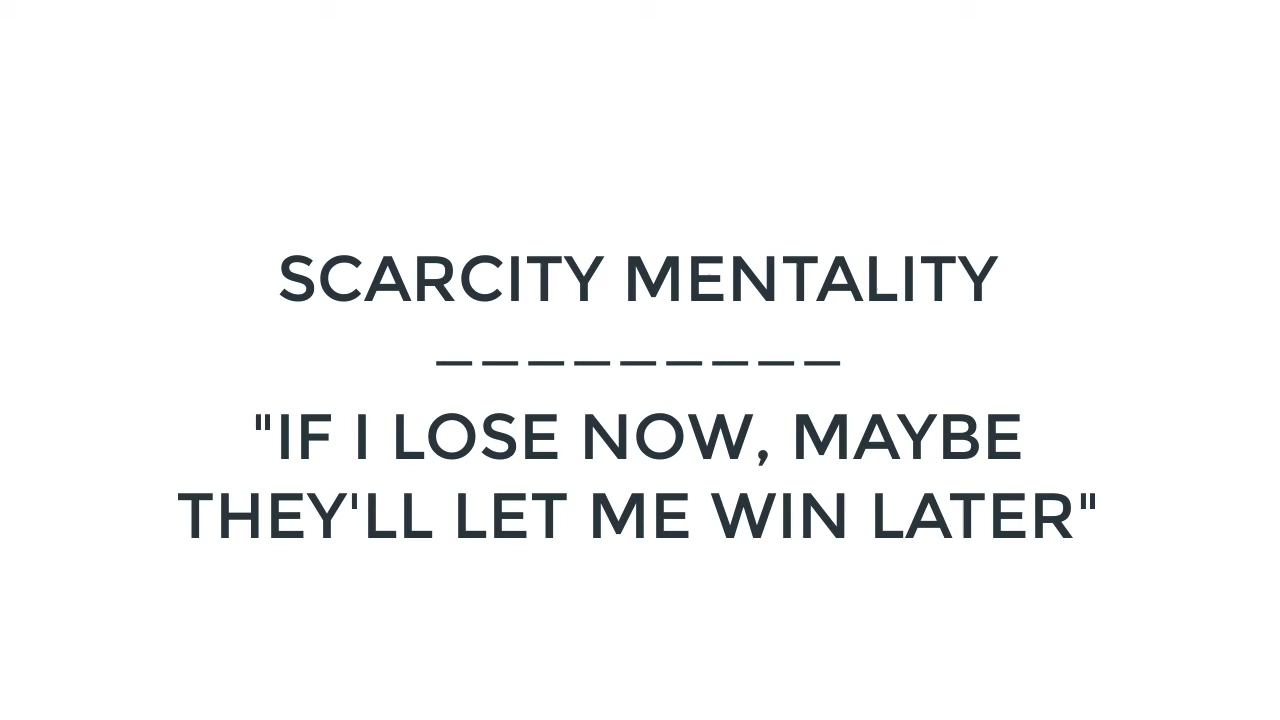 SCARCITY MENTALITY
— — — — — — — — —
"IF I LOSE NOW, MAYBE
THEY'LL LET ME WIN LATER"